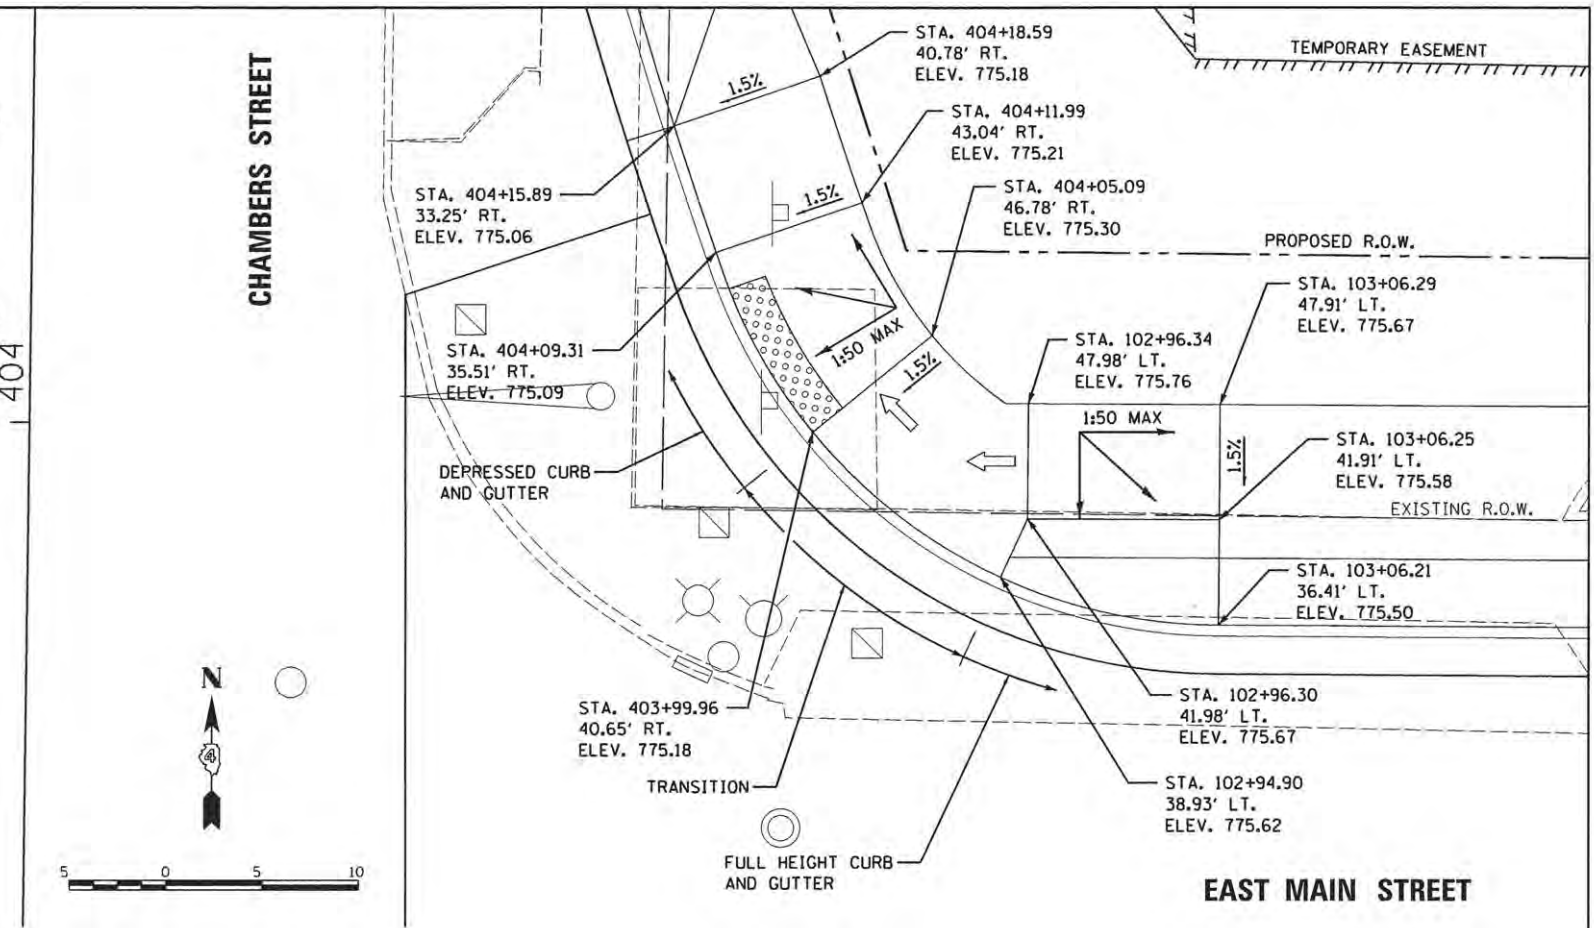 STA. 404+18.59
40.78' RT.
ELEV. 775.18
TEMPORARY EASEMENT
CHAMBERS STREET
1.5%
STA. 404+11.99
43.04' RT.
ELEV. 775.21
STA. 404+15.89
33.25' RT.
ELEV. 775.06
1.5%
STA. 404+05.09
46.78' RT.
ELEV. 775.30
PROPOSED R.O.W.
STA. 103+06.29
47.91' LT.
ELEV. 775.67
404
STA. 404+09.31
35.51' RT.
ELEV. 775.09
1:50 MAX
1.5%
STA. 102+96.34
47.98' LT.
ELEV. 775.76
1:50 MAX
1.5%
STA. 103+06.25
41.91' LT.
ELEV. 775.58
DEPRESSED CURB
AND GUTTER
EXISTING R.O.W.
4
STA. 103+06.21
36.41' LT.
ELEV. 775.50
N
4
STA. 403+99.96
40.65' RT.
ELEV. 775.18
STA. 102+96.30
41.98' LT.
ELEV. 775.67
TRANSITION
STA. 102+94.90
38.93' LT.
ELEV. 775.62
5 0 5 10
FULL HEIGHT CURB
AND GUTTER
EAST MAIN STREET